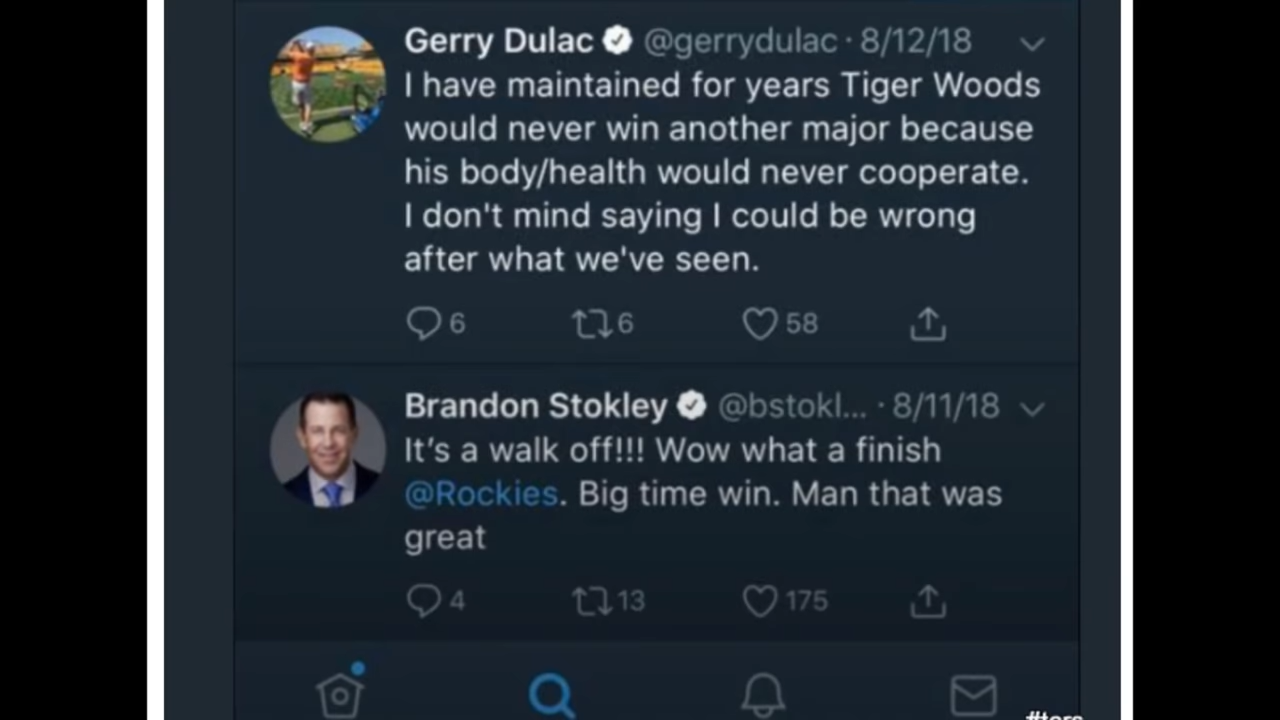 Gerry Dulac @gerrydulac · 8/12/18
I have maintained for years Tiger Woods
would never win another major because
his body/health would never cooperate.
I don't mind saying I could be wrong
after what we've seen.
6 6 58
Brandon Stokley @bstokl... · 8/11/18
It's a walk off!!! Wow what a finish
@Rockies. Big time win. Man that was
great
4 13 175